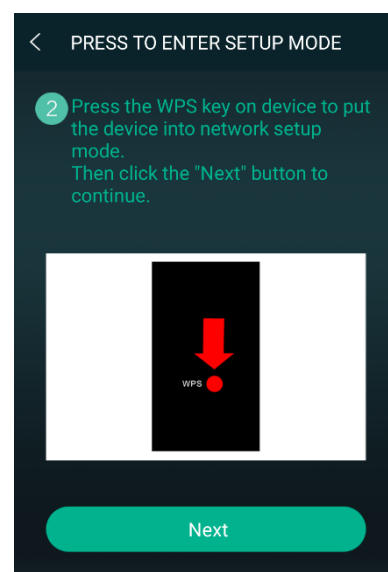 PRESS TO ENTER SETUP MODE
2
Press the WPS key on device to put
the device into network setup
mode.
Then click the "Next" button to
continue.
WPS
Next